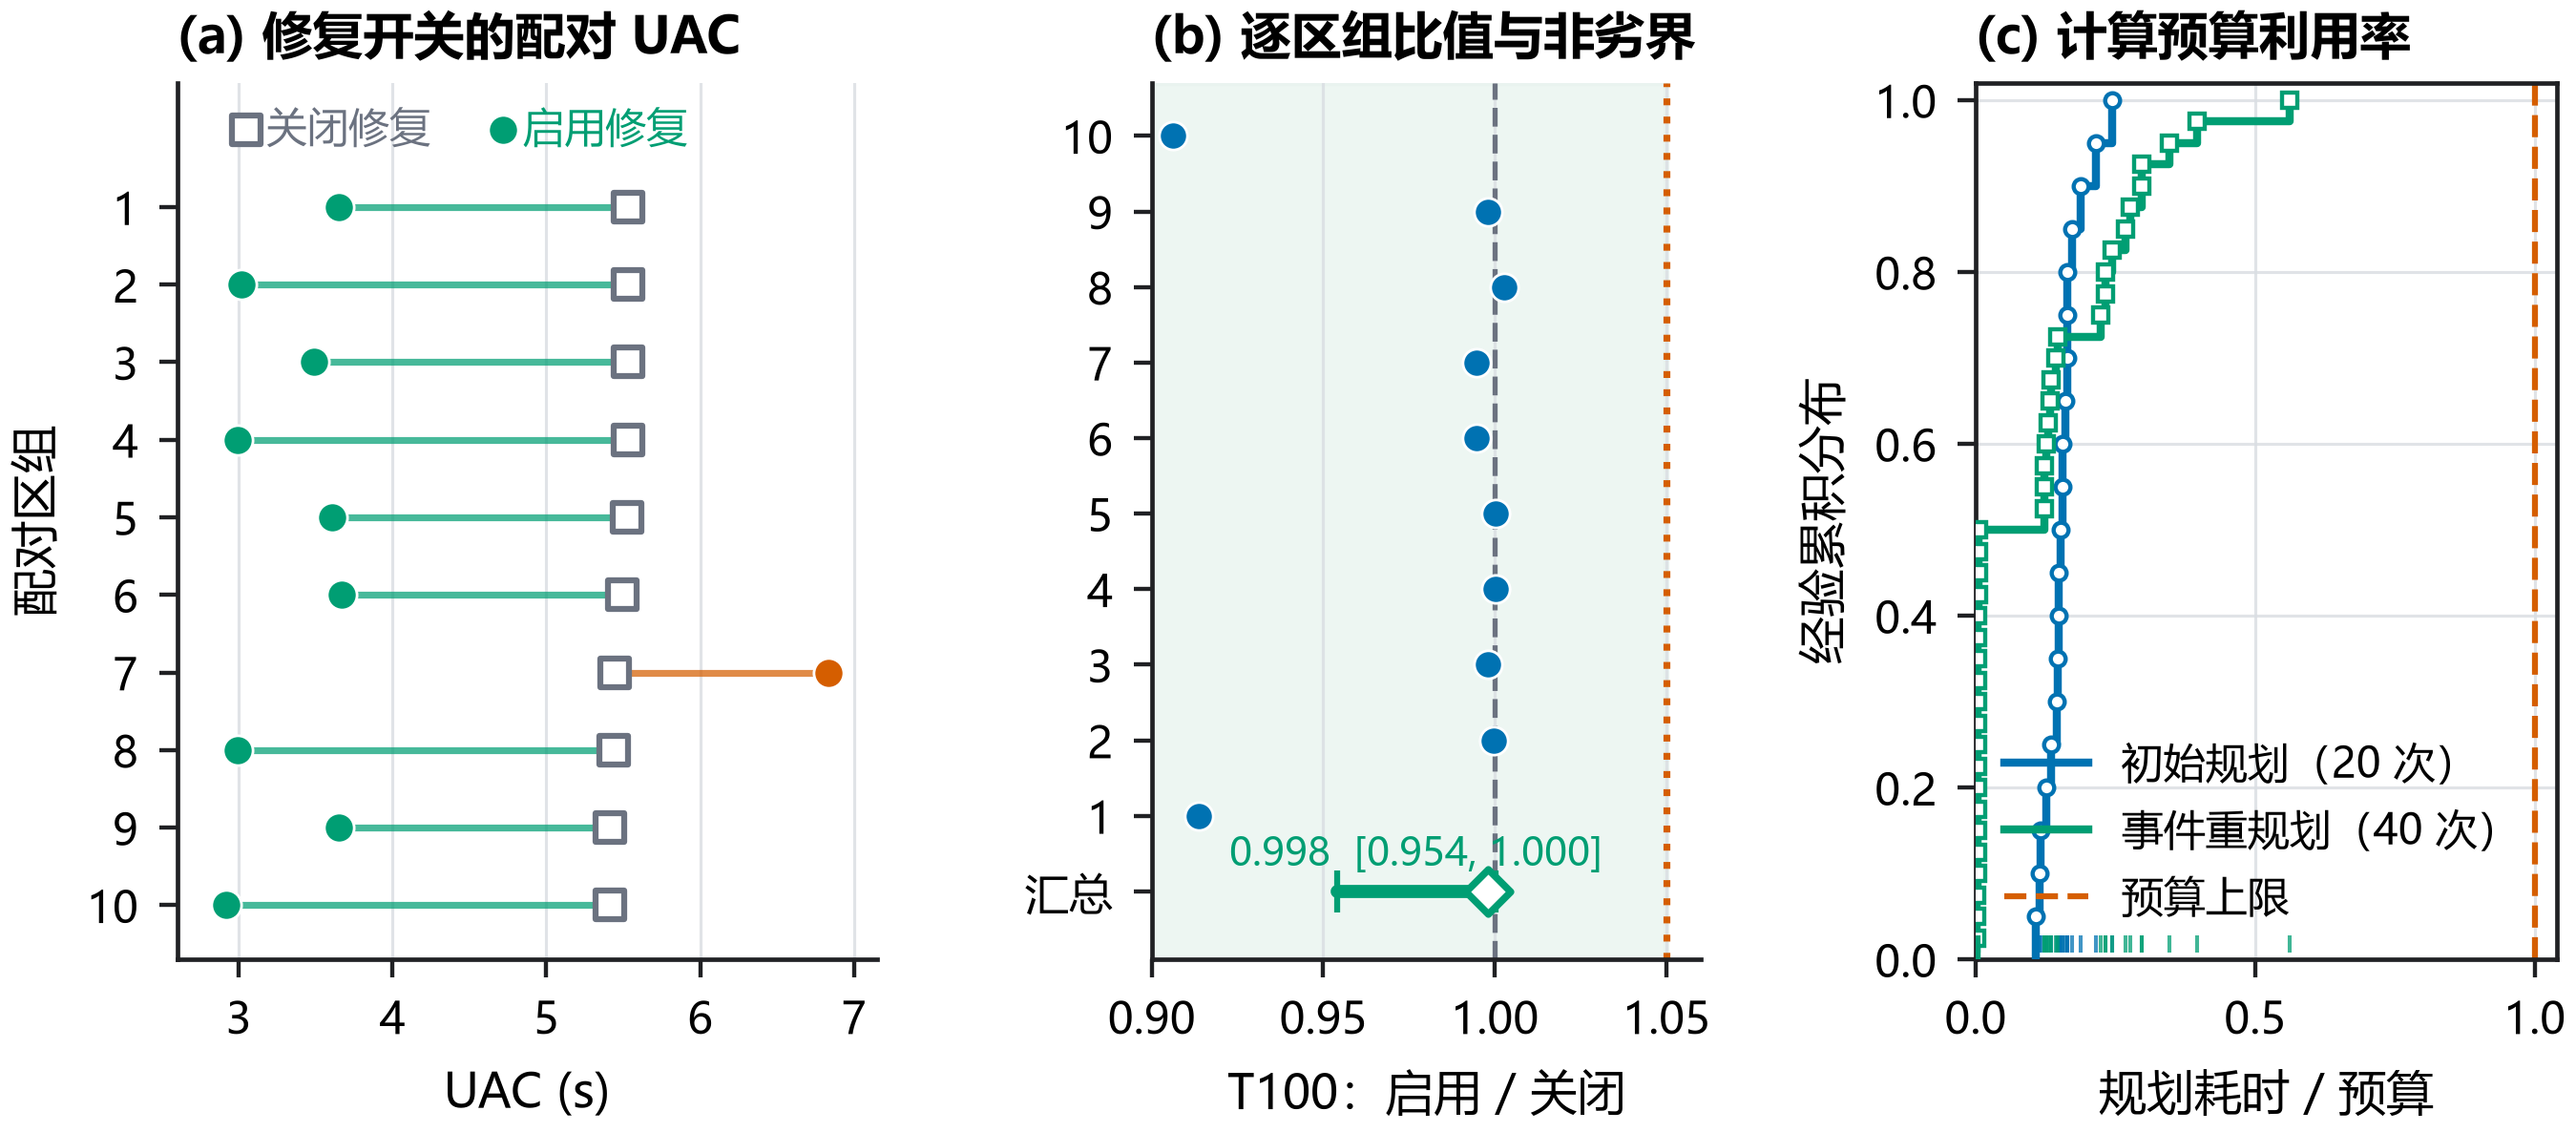 (a) 修复开关的配对 UAC
关闭修复
启用修复
配对区组
1
2
3
4
5
6
7
8
9
10
3
4
5
6
7
UAC (s)
(b) 逐区组比值与非劣界
10
9
8
7
6
5
4
3
2
1
汇总
0.998 [0.954, 1.000]
0.90
0.95
1.00
1.05
T100：启用 / 关闭
(c) 计算预算利用率
经验累积分布
1.0
0.8
0.6
0.4
0.2
0.0
初始规划（20 次）
事件重规划（40 次）
预算上限
0.0
0.5
1.0
规划耗时 / 预算